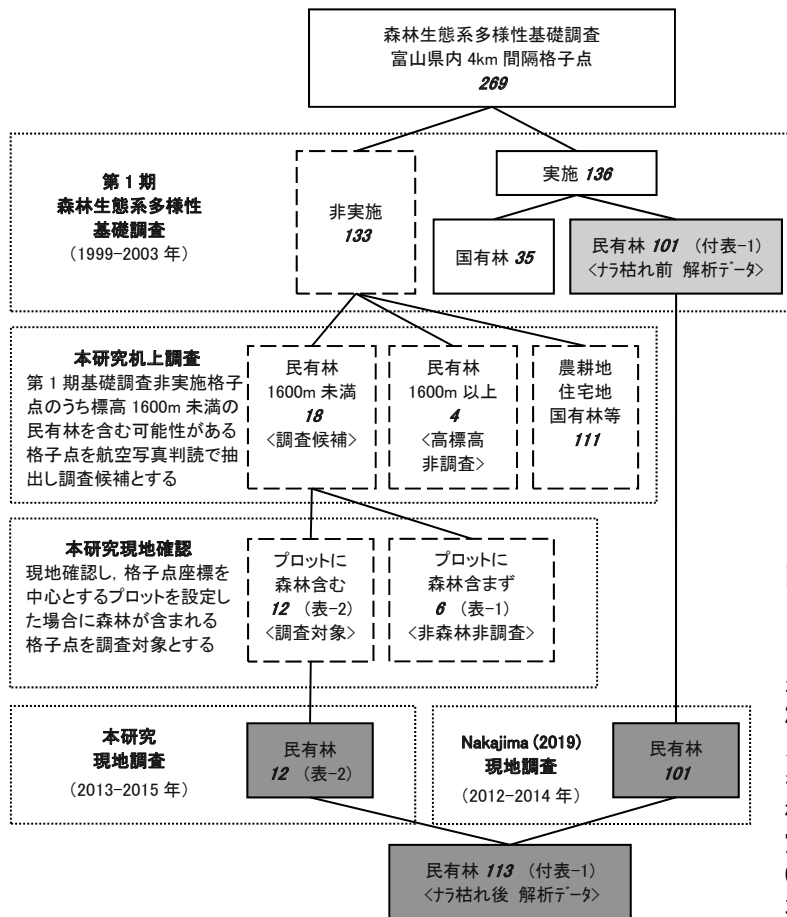 森林生態系多様性基礎調査
富山県内 4km 間隔格子点
269
第 1 期
森林生態系多様性
基礎調査
（1999-2003 年）
非実施
133
実施 136
国有林 35
民有林 101 （付表-1）
<ナラ枯れ前 解析ﾃﾞｰﾀ>
本研究机上調査
第 1 期基礎調査非実施格子
点のうち標高 1600m 未満の
民有林を含む可能性がある
格子点を航空写真判読で抽
出し調査候補とする
民有林
1600m 未満
18
<調査候補>
民有林
1600m 以上
4
<高標高
非調査>
農耕地
住宅地
国有林等
111
本研究現地確認
現地確認し, 格子点座標を
中心とするプロットを設定し
た場合に森林が含まれる
格子点を調査対象とする
プロットに
森林含む
12 （表-2）
<調査対象>
プロットに
森林含まず
6 （表-1）
<非森林非調査>
本研究
現地調査
（2013-2015 年）
民有林
12 （表-2）
Nakajima (2019)
現地調査
（2012-2014 年）
民有林
101
民有林 113 （付表-1）
<ナラ枯れ後 解析ﾃﾞｰﾀ>